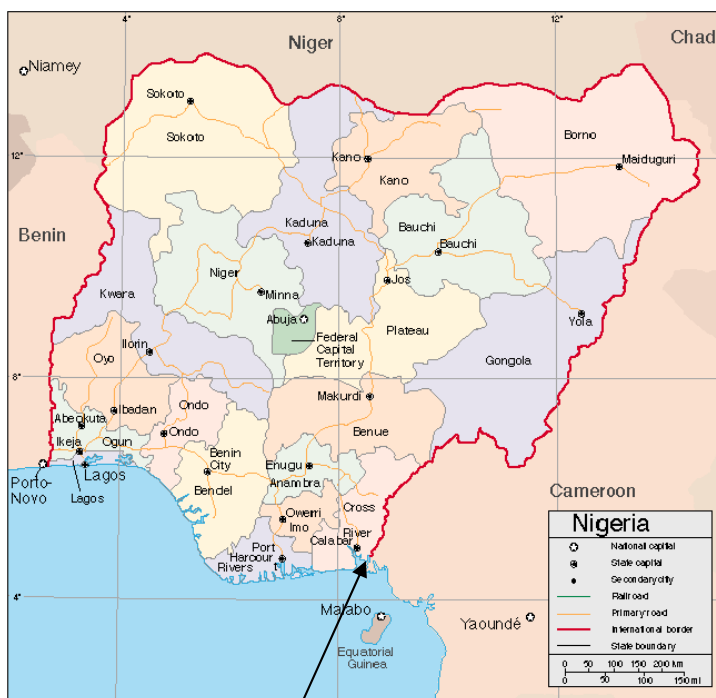 4°
8°
12°
Niger
Chad
Niamey
Sokoto
Sokoto
Borno
Kano
Maiduguri
12°
Kano
Benin
Kaduna
Kaduna
Bauchi
Bauchi
Niger
Minna
Jos
Kwara
Abuja
Yola
Plateau
Federal
Capital
Territory
Ilorin
Oyo
Gongola
8°
Makurdi
Ibadan
Ondo
Abeokuta
Ondo
Benue
Ikeja
Ogun
Benin
City
Enugu
Anambra
Porto-
Novo
Lagos
Lagos
Bendel
Cameroon
Owerri
Imo
Cross
River
Calabar
Port
Harcour
t
Rivers
4°
Malabo
Yaoundé
Equatorial
Guinea
Nigeria
National capital
State capital
Secondary city
Railroad
Primary road
International border
State boundary
0 50 100 150 200 km
0 50 100 150 mi